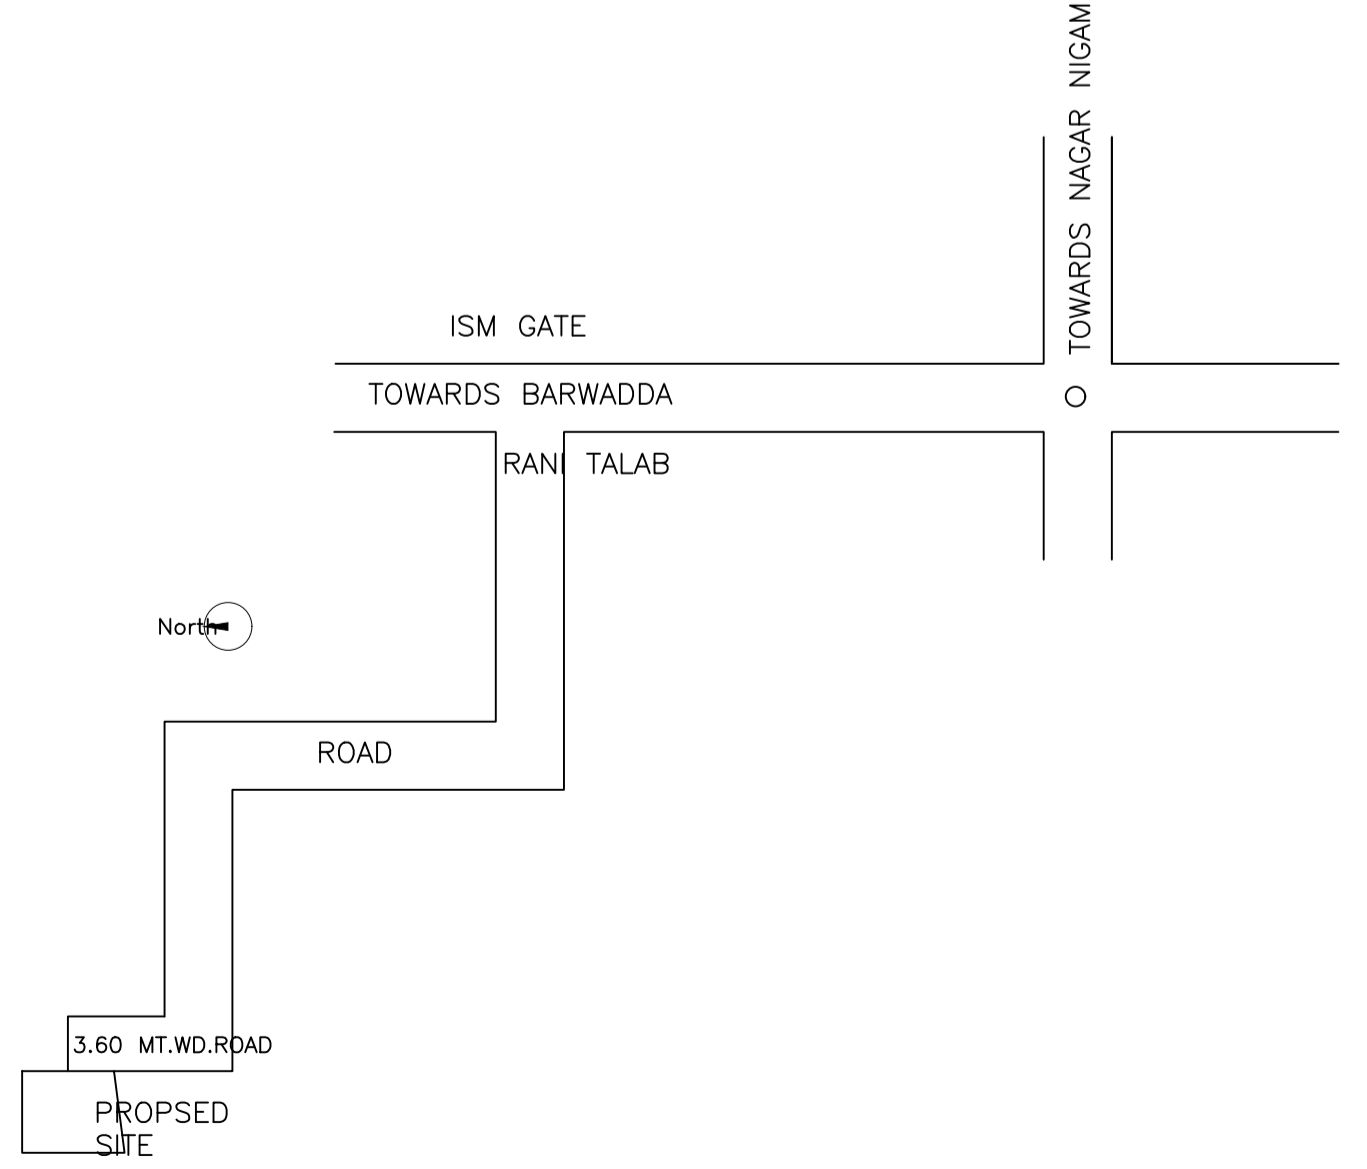 TOWARDS NAGAR NIGAM
ISM GATE
TOWARDS BARWADDA
RANI TALAB
North
ROAD
3.60 MT.WD.ROAD
PROPSED
SITE